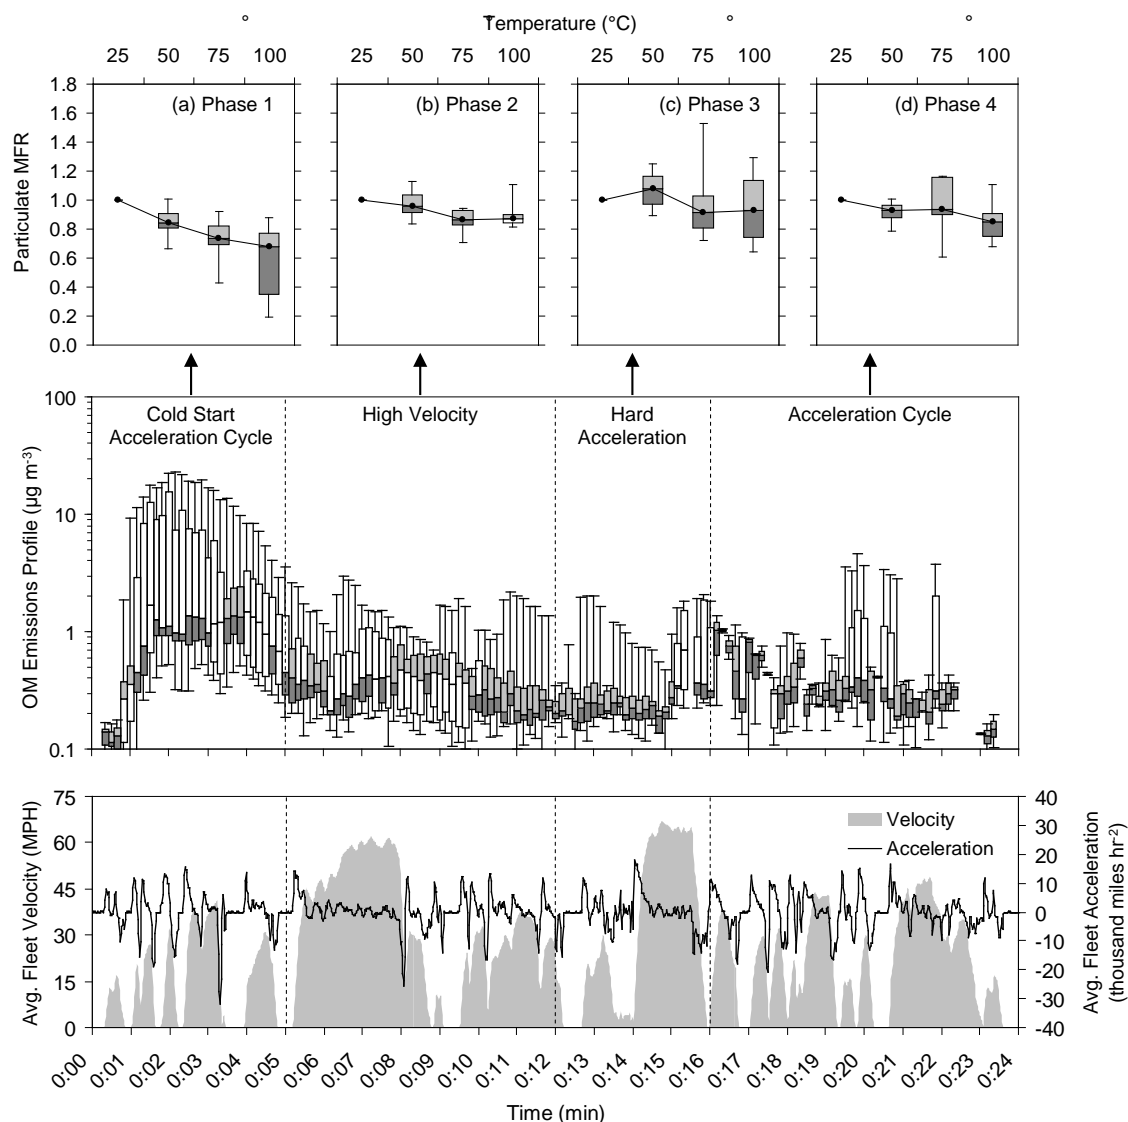 ° ° ° °
Temperature (°C)
25 50 75 100 25 50 75 100 25 50 75 100 25 50 75 100
1.8
1.6
1.4
1.2
1.0
0.8
0.6
0.4
0.2
0.0
Particulate MFR
(a) Phase 1
(b) Phase 2
(c) Phase 3
(d) Phase 4
100
10
1
0.1
OM Emissions Profile (µg m-3)
Cold Start
Acceleration Cycle
High Velocity
Hard
Acceleration
Acceleration Cycle
75
60
45
30
15
0
Avg. Fleet Velocity (MPH)
Velocity
Acceleration
40
30
20
10
0
-10
-20
-30
-40
Avg. Fleet Acceleration
(thousand miles hr-2)
0:00 0:01 0:02 0:03 0:04 0:05 0:06 0:07 0:08 0:09 0:10 0:11 0:12 0:13 0:14 0:15 0:16 0:17 0:18 0:19 0:20 0:21 0:22 0:23 0:24
Time (min)